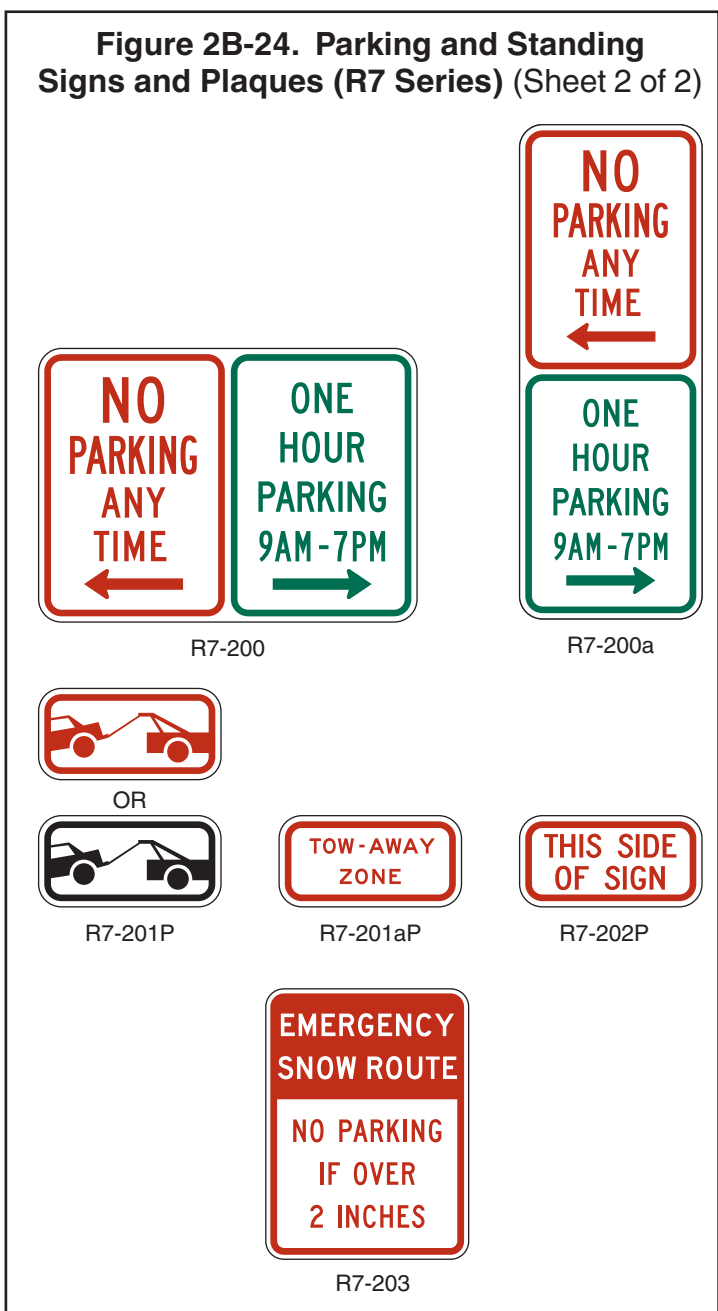 Figure 2B-24. Parking and Standing
Signs and Plaques (R7 Series) (Sheet 2 of 2)
NO
PARKING
ANY
TIME
ONE
HOUR
PARKING
9AM-7PM
R7-200
NO
PARKING
ANY
TIME
ONE
HOUR
PARKING
9AM-7PM
R7-200a
OR
R7-201P
TOW-AWAY
ZONE
R7-201aP
THIS SIDE
OF SIGN
R7-202P
EMERGENCY
SNOW ROUTE
NO PARKING
IF OVER
2 INCHES
R7-203